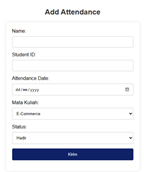 Add Attendance
Name:
Student ID:
Attendance Date:
dd/mm/yyyy
Mata Kuliah:
E-Commerce
Status:
Hadir
Kirim